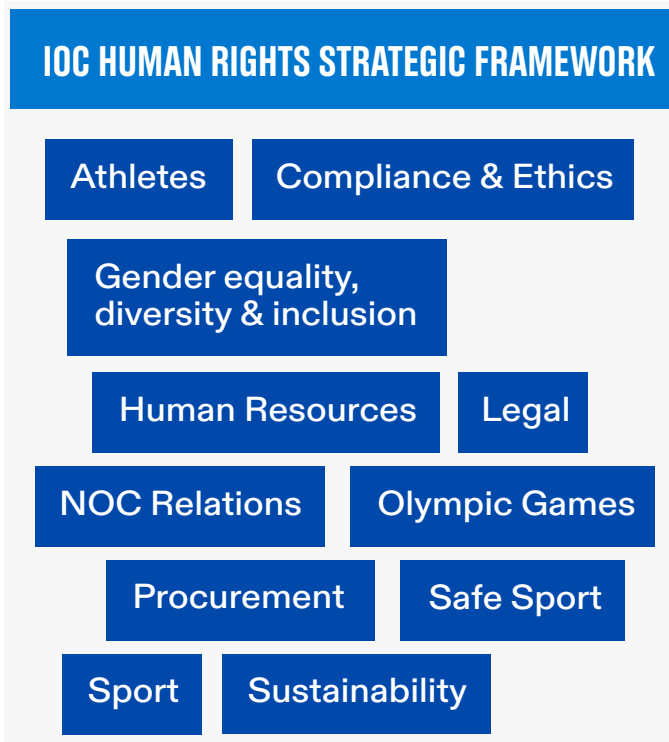 IOC HUMAN RIGHTS STRATEGIC FRAMEWORK
Athletes
Compliance & Ethics
Gender equality,
diversity & inclusion
Human Resources
Legal
NOC Relations
Olympic Games
Procurement
Safe Sport
Sport
Sustainability